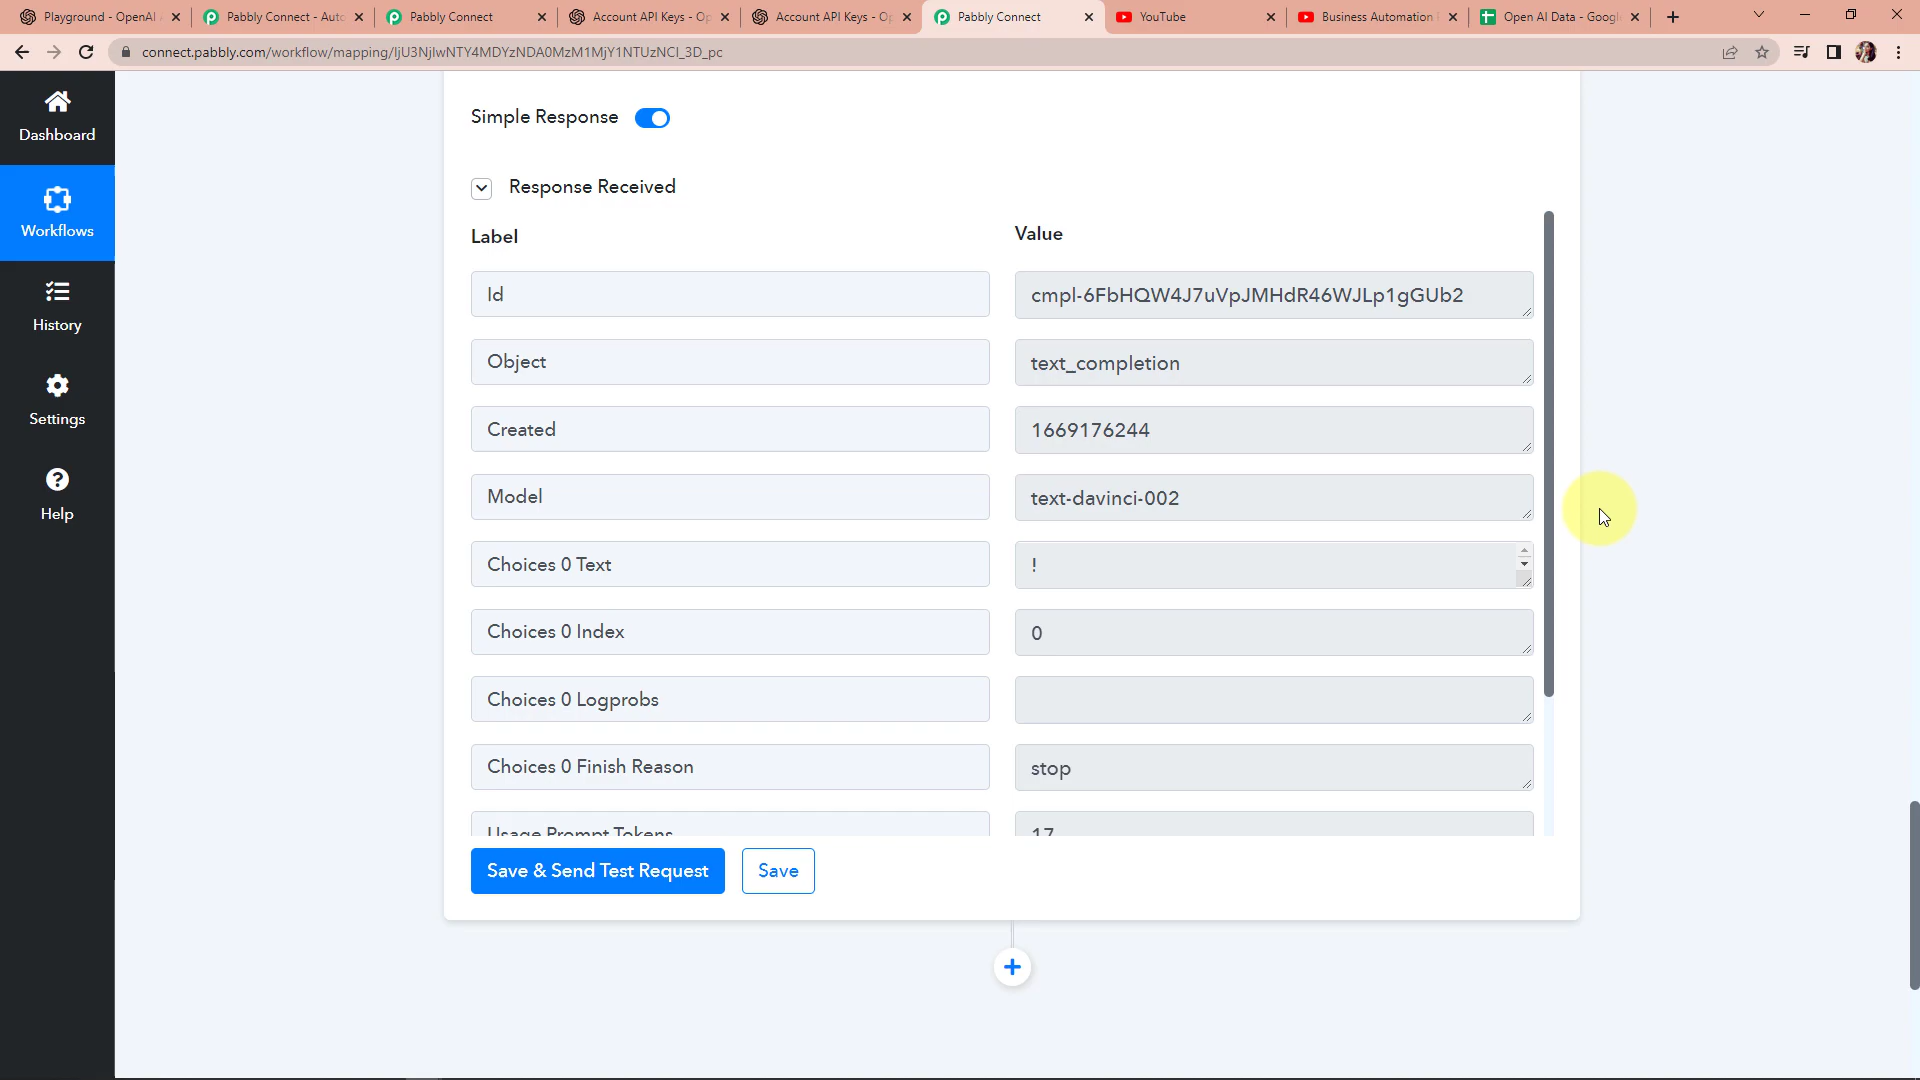 Playground - OpenAI
Pabbly Connect - Auto
Pabbly Connect
Account API Keys - Op
Account API Keys - Op
Pabbly Connect
YouTube
Business Automation
Open AI Data - Googl
connect.pabbly.com/workflow/mapping/IjU3NjIwNTY4MDYzNDA0MzM1MjY1NTUzNCI_3D_pc
Dashboard
Workflows
History
Settings
Help
Simple Response
Response Received
Label
Value
Id
cmpl-6FbHQW4J7uVpJMHdR46WJLp1gGUb2
Object
text_completion
Created
1669176244
Model
text-davinci-002
Choices 0 Text
!
Choices 0 Index
0
Choices 0 Logprobs
Choices 0 Finish Reason
stop
Usage Prompt Tokens
17
Save & Send Test Request
Save